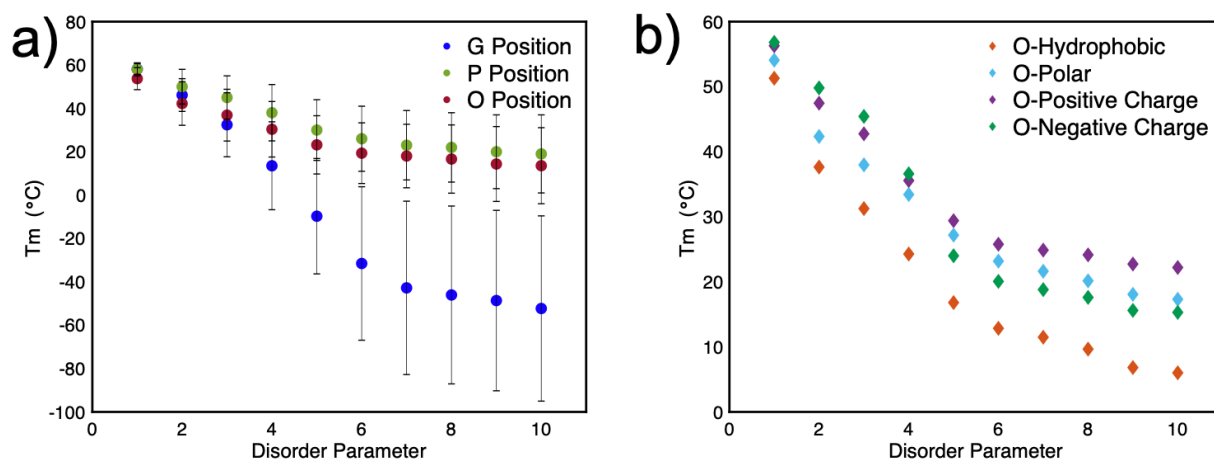 a)
G Position
P Position
O Position
Tm (°C)
80
60
40
20
0
-20
-40
-60
-80
-100
0
2
4
6
8
10
Disorder Parameter
b)
O-Hydrophobic
O-Polar
O-Positive Charge
O-Negative Charge
Tm (°C)
60
50
40
30
20
10
0
0
2
4
6
8
10
Disorder Parameter